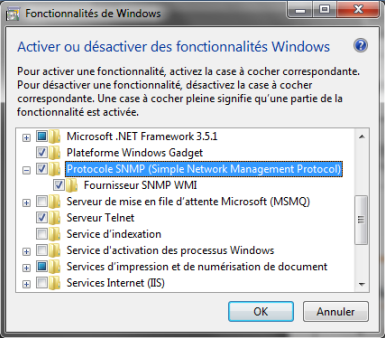 Fonctionnalités de Windows
Activer ou désactiver des fonctionnalités Windows
Pour activer une fonctionnalité, activez la case à cocher correspondante.
Pour désactiver une fonctionnalité, désactivez la case à cocher
correspondante. Une case à cocher pleine signifie qu'une partie de la
fonctionnalité est activée.
Microsoft .NET Framework 3.5.1
Plateforme Windows Gadget
Protocole SNMP (Simple Network Management Protocol)
Fournisseur SNMP WMI
Serveur de mise en file d'attente Microsoft (MSMQ)
Serveur Telnet
Service d'indexation
Service d'activation des processus Windows
Services d'impression et de numérisation de document
Services Internet (IIS)
OK
Annuler